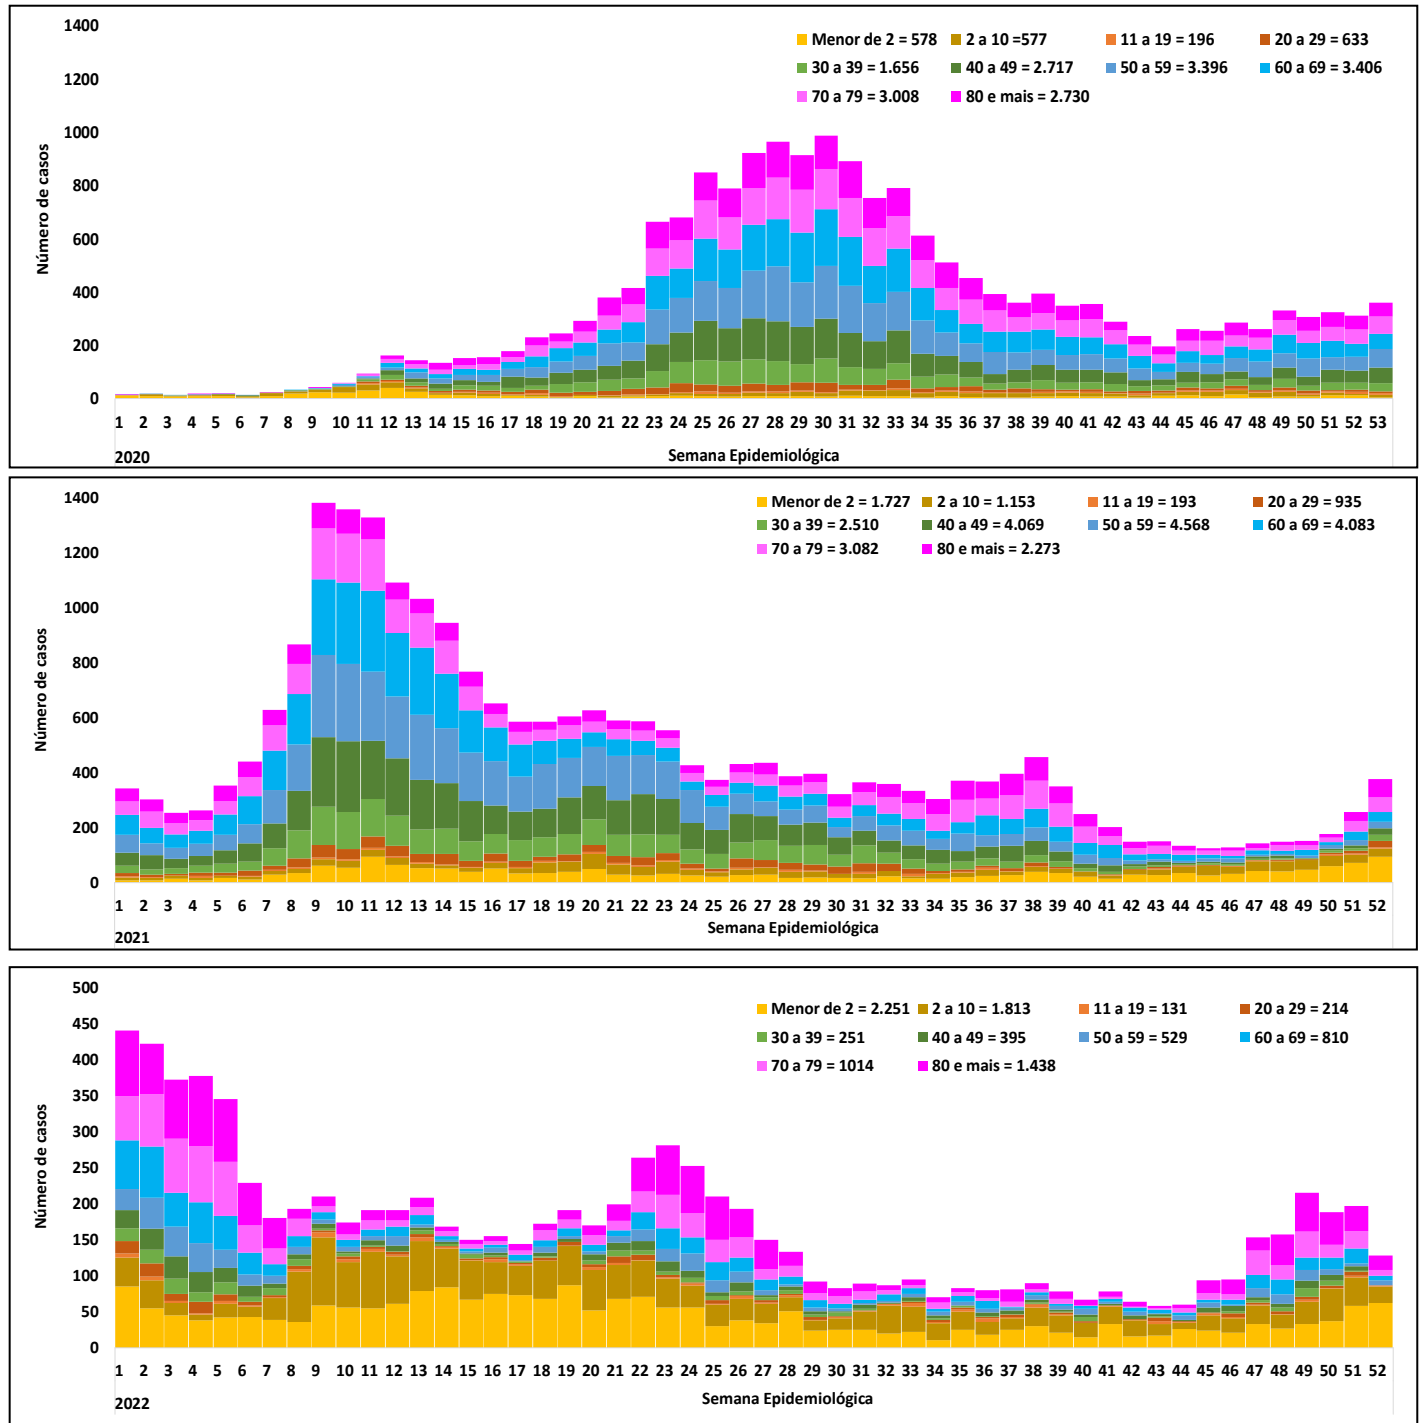 1400
1200
1000
800
600
400
200
0
Número de casos
Menor de 2 = 578 2 a 10 =577 11 a 19 = 196 20 a 29 = 633
30 a 39 = 1.656 40 a 49 = 2.717 50 a 59 = 3.396 60 a 69 = 3.406
70 a 79 = 3.008 80 e mais = 2.730
1 2 3 4 5 6 7 8 9 10 11 12 13 14 15 16 17 18 19 20 21 22 23 24 25 26 27 28 29 30 31 32 33 34 35 36 37 38 39 40 41 42 43 44 45 46 47 48 49 50 51 52 53
2020
Semana Epidemiológica
1400
1200
1000
800
600
400
200
0
Número de casos
Menor de 2 = 1.727 2 a 10 = 1.153 11 a 19 = 193 20 a 29 = 935
30 a 39 = 2.510 40 a 49 = 4.069 50 a 59 = 4.568 60 a 69 = 4.083
70 a 79 = 3.082 80 e mais = 2.273
1 2 3 4 5 6 7 8 9 10 11 12 13 14 15 16 17 18 19 20 21 22 23 24 25 26 27 28 29 30 31 32 33 34 35 36 37 38 39 40 41 42 43 44 45 46 47 48 49 50 51 52
2021
Semana Epidemiológica
500
450
400
350
300
250
200
150
100
50
0
Número de casos
Menor de 2 = 2.251 2 a 10 = 1.813 11 a 19 = 131 20 a 29 = 214
30 a 39 = 251 40 a 49 = 395 50 a 59 = 529 60 a 69 = 810
70 a 79 = 1014 80 e mais = 1.438
1 2 3 4 5 6 7 8 9 10 11 12 13 14 15 16 17 18 19 20 21 22 23 24 25 26 27 28 29 30 31 32 33 34 35 36 37 38 39 40 41 42 43 44 45 46 47 48 49 50 51 52
2022
Semana Epidemiológica